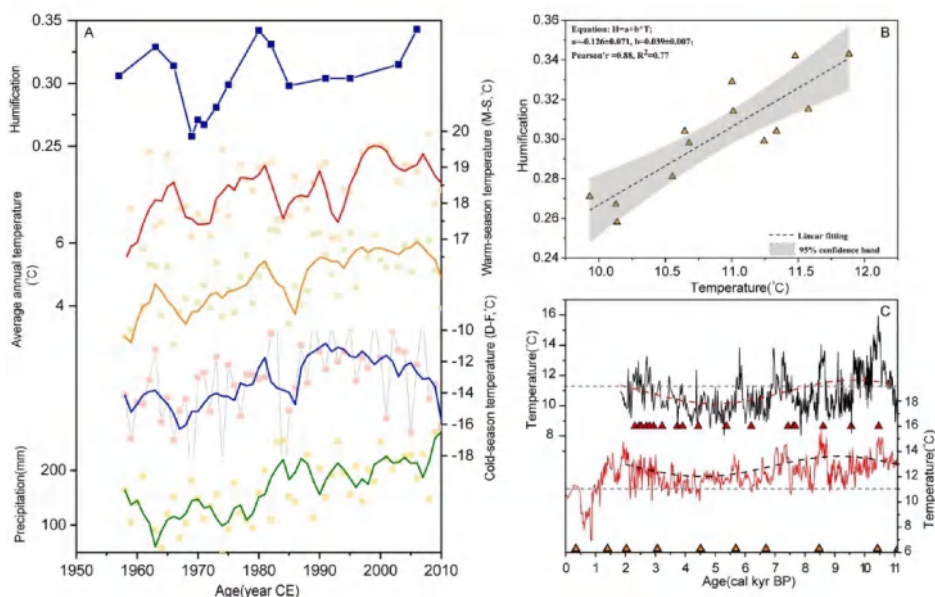 A
0.35
0.30
0.25
Humification
20
19
18
17
16
Warm-season temperature (M-S,℃)
6
4
Average annual temperature
(℃)
-10
-12
-14
-16
-18
Cold-season temperature (D-F,℃)
200
100
Precipitation(mm)
1950
1960
1970
1980
1990
2000
2010
Age(year CE)
B
Equation: H=a+b*T;
a=-0.126±0.071, b=0.039±0.007;
Pearson'r =0.88, R²=0.77
0.36
0.34
0.32
0.30
0.28
0.26
0.24
Humification
Linear fitting
95% confidence band
10.0
10.5
11.0
11.5
12.0
Temperature(℃)
C
16
14
12
11
10
8
Temperature(℃)
18
16
14
12
11
8
6
Temperature(℃)
0 1 2 3 4 5 6 7 8 9 10 11
Age(cal kyr BP)